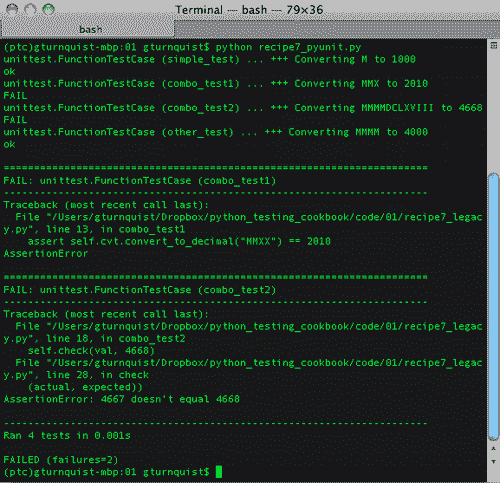 Terminal — bash — 79×36
bash
(ptc)gturnquist-mbp:01 gturnquist$ python recipe7_pyunit.py
unittest.FunctionTestCase (simple_test) ... +++ Converting M to 1000
ok
unittest.FunctionTestCase (combo_test1) ... +++ Converting MMX to 2010
FAIL
unittest.FunctionTestCase (combo_test2) ... +++ Converting MMMMDCLXVIII to 4668
FAIL
unittest.FunctionTestCase (other_test) ... +++ Converting MMMM to 4000
ok
======================================================================
FAIL: unittest.FunctionTestCase (combo_test1)
----------------------------------------------------------------------
Traceback (most recent call last):
File "/Users/gturnquist/Dropbox/python_testing_cookbook/code/01/recipe7_legac
y.py", line 13, in combo_test1
assert self.cvt.convert_to_decimal("MMXX") == 2010
AssertionError
======================================================================
FAIL: unittest.FunctionTestCase (combo_test2)
----------------------------------------------------------------------
Traceback (most recent call last):
File "/Users/gturnquist/Dropbox/python_testing_cookbook/code/01/recipe7_legac
y.py", line 18, in combo_test2
self.check(val, 4668)
File "/Users/gturnquist/Dropbox/python_testing_cookbook/code/01/recipe7_legac
y.py", line 28, in check
(actual, expected))
AssertionError: 4667 doesn't equal 4668
----------------------------------------------------------------------
Ran 4 tests in 0.001s
FAILED (failures=2)
(ptc)gturnquist-mbp:01 gturnquist$